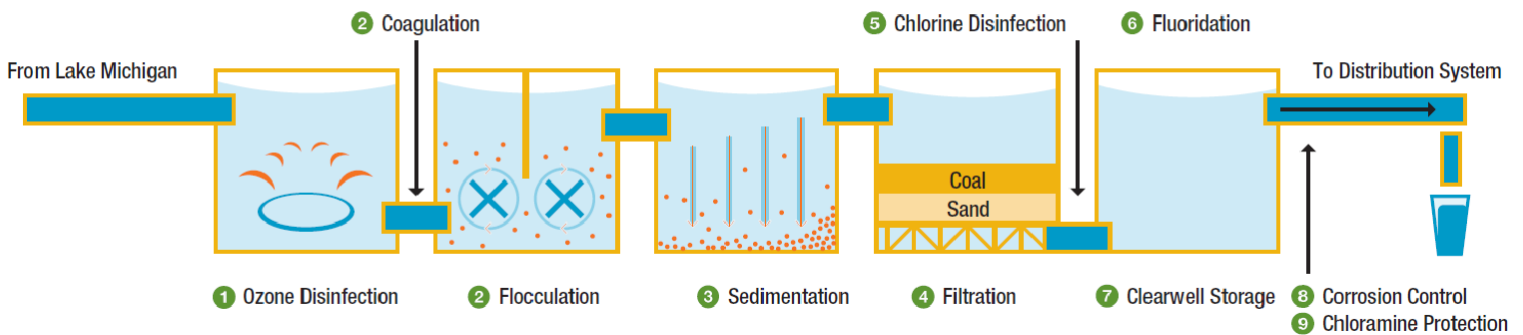 2 Coagulation
5 Chlorine Disinfection
6 Fluoridation
From Lake Michigan
To Distribution System
Coal
Sand
1 Ozone Disinfection
2 Flocculation
3 Sedimentation
4 Filtration
7 Clearwell Storage
8 Corrosion Control
9 Chloramine Protection